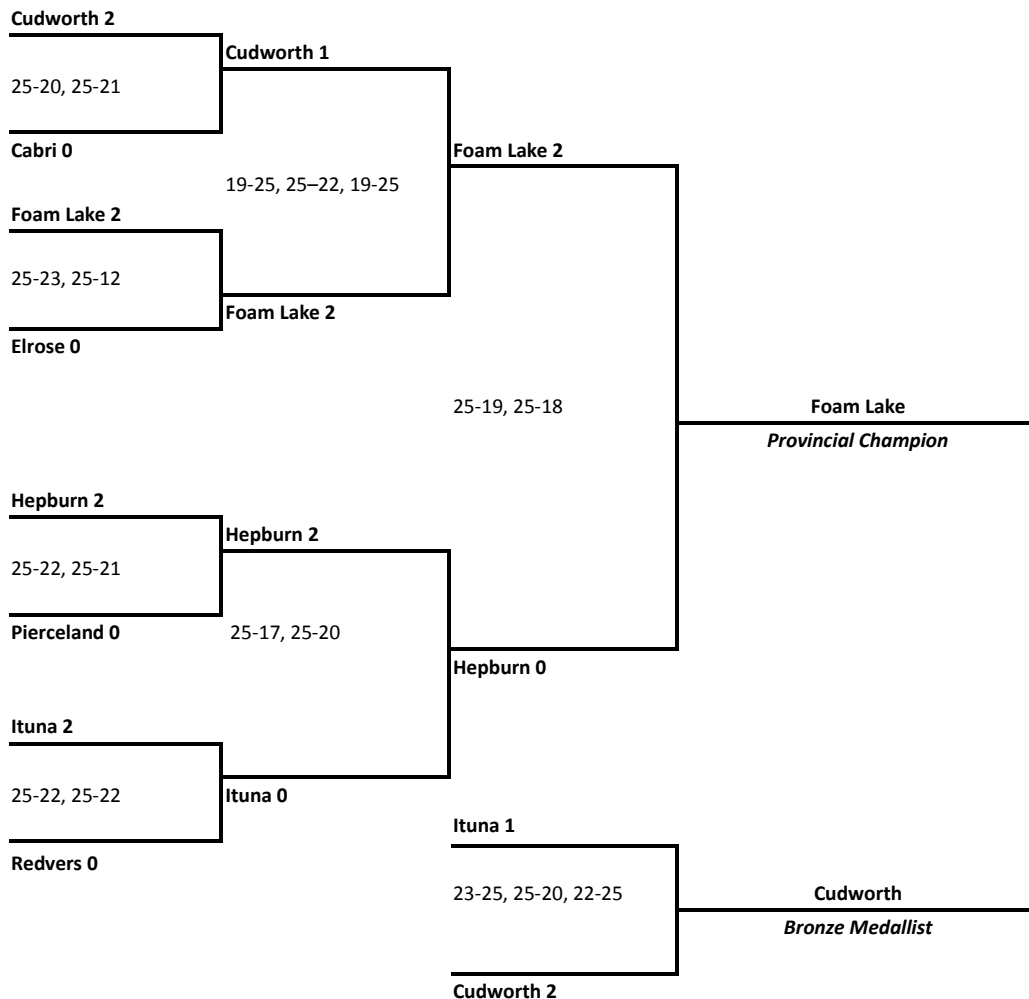 Cudworth 2
Cudworth 1
25-20, 25-21
Cabri 0
Foam Lake 2
19-25, 25–22, 19-25
Foam Lake 2
25-23, 25-12
Foam Lake 2
Elrose 0
25-19, 25-18
Foam Lake
Provincial Champion
Hepburn 2
Hepburn 2
25-22, 25-21
Pierceland 0
25-17, 25-20
Hepburn 0
Ituna 2
25-22, 25-22
Ituna 0
Ituna 1
Redvers 0
23-25, 25-20, 22-25
Cudworth
Bronze Medallist
Cudworth 2